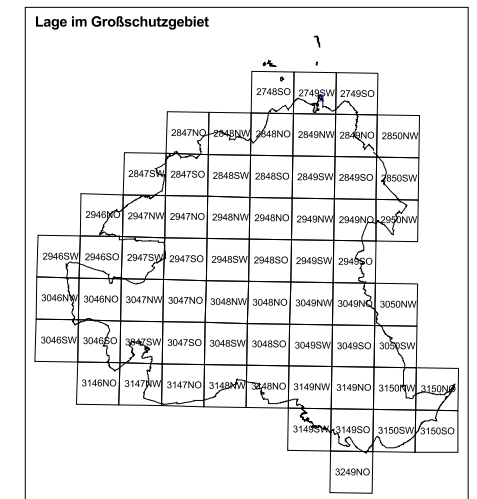 Lage im Großschutzgebiet
2748SO 2749SW 2749SO
2847NO 2848NW 2848NO 2849NW 2849NO 2850NW
2847SW 2847SO 2848SW 2848SO 2849SW 2849SO 2850SW
2946NO 2947NW 2947NO 2948NW 2948NO 2949NW 2949NO 2950NW
2946SW 2946SO 2947SW 2947SO 2948SW 2948SO 2949SW 2949SO
3046NW 3046NO 3047NW 3047NO 3048NW 3048NO 3049NW 3049NO 3050NW
3046SW 3046SO 3047SW 3047SO 3048SW 3048SO 3049SW 3049SO 3050SW
3146NO 3147NW 3147NO 3148NW 3148NO 3149NW 3149NO 3150NW 3150NO
3149SW 3149SO 3150SW 3150SO
3249NO